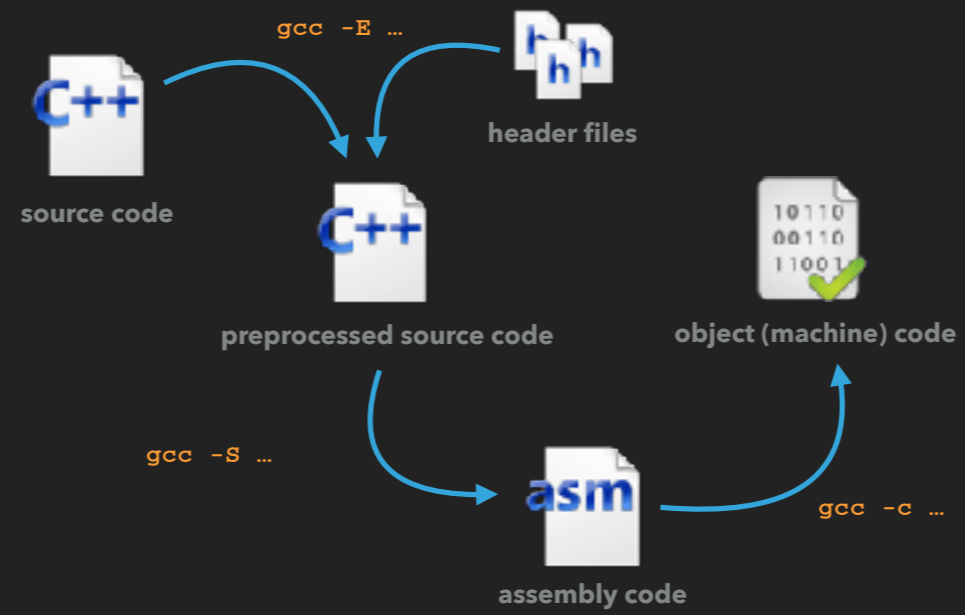 gcc -E …
h
h
h
C++
header files
source code
C++
10110
00110
11001
preprocessed source code
object (machine) code
gcc -S …
asm
gcc -c …
assembly code